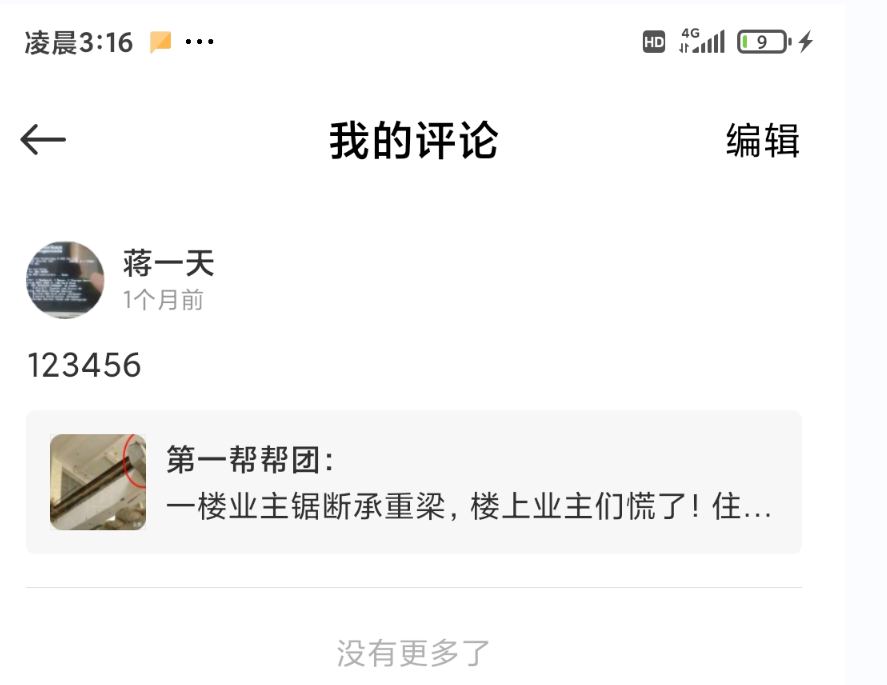 凌晨3:16
HD 4G 9
我的评论
编辑
蒋一天
1个月前
123456
第一帮帮团：
一楼业主锯断承重梁，楼上业主们慌了！住...
没有更多了